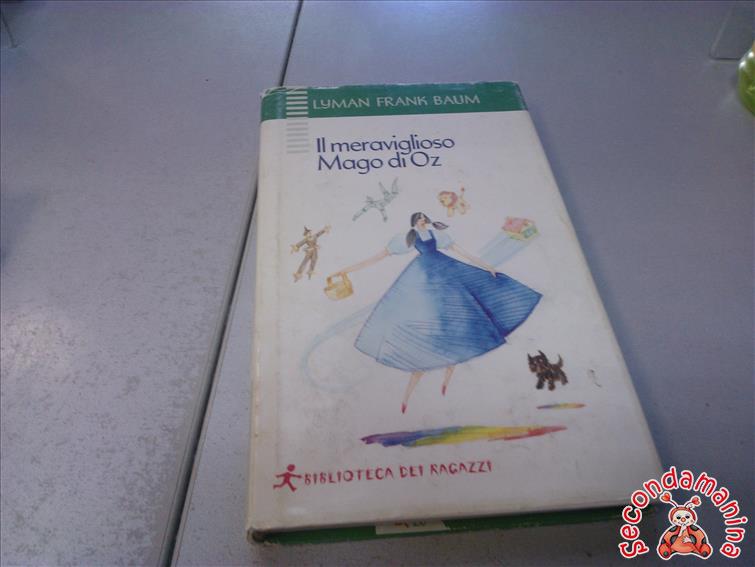 LYMAN FRANK BAUM
Il meraviglioso
Mago di Oz
BIBLIOTECA DEI RAGAZZI
secondamanina